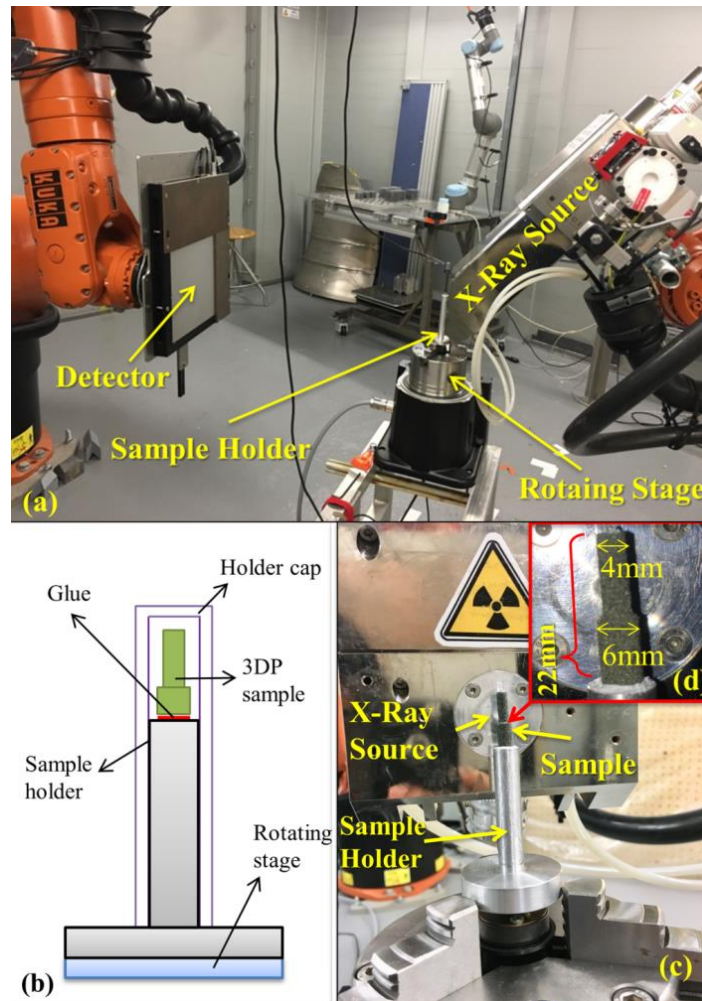 KUKA
X-Ray Source
Detector
Sample Holder
Rotaing Stage
(a)
Holder cap
Glue
3DP
sample
Sample
holder
Rotating
stage
(b)
4mm
6mm
22mm
(d)
X-Ray
Source
Sample
Sample
Holder
(c)